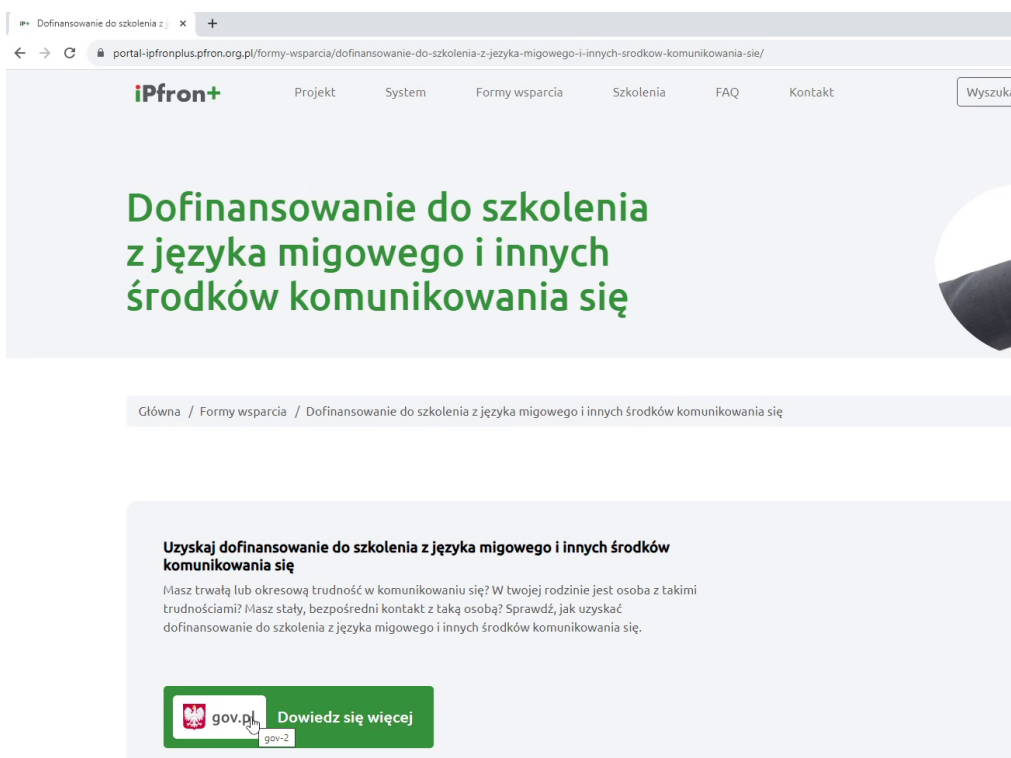 iP+ Dofinansowanie do szkolenia z j
portal-ipfronplus.pfron.org.pl/formy-wsparcia/dofinansowanie-do-szkolenia-z-jezyka-migowego-i-innych-srodkow-komunikowania-sie/
iPfron+ Projekt System Formy wsparcia Szkolenia FAQ Kontakt Wyszuka
Dofinansowanie do szkolenia
z języka migowego i innych
środków komunikowania się
Główna / Formy wsparcia / Dofinansowanie do szkolenia z języka migowego i innych środków komunikowania się
Uzyskaj dofinansowanie do szkolenia z języka migowego i innych środków
komunikowania się
Masz trwałą lub okresową trudność w komunikowaniu się? W twojej rodzinie jest osoba z takimi
trudnościami? Masz stały, bezpośredni kontakt z taką osobą? Sprawdź, jak uzyskać
dofinansowanie do szkolenia z języka migowego i innych środków komunikowania się.
gov.pl Dowiedz się więcej
gov-2